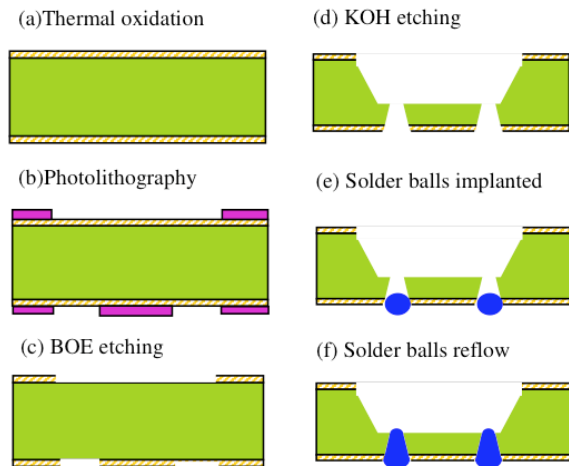 (a)Thermal oxidation
(b)Photolithography
(c) BOE etching
(d) KOH etching
(e) Solder balls implanted
(f) Solder balls reflow